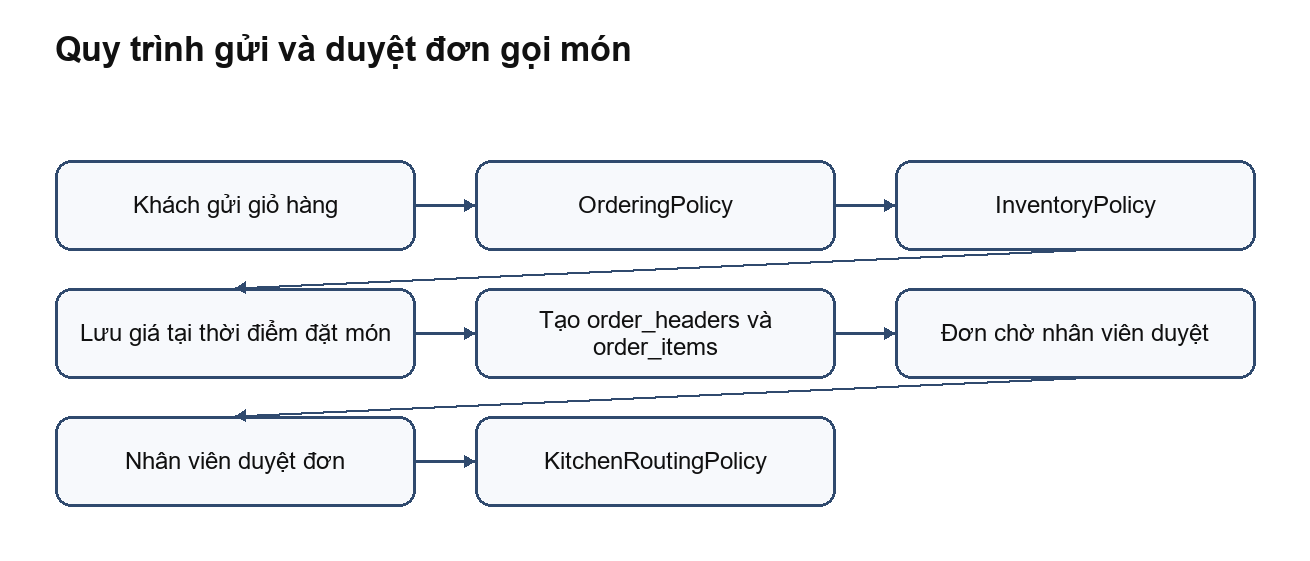 Quy trình gửi và duyệt đơn gọi món
Khách gửi giỏ hàng
OrderingPolicy
InventoryPolicy
Lưu giá tại thời điểm đặt món
Tạo order_headers và
order_items
Đơn chờ nhân viên duyệt
Nhân viên duyệt đơn
KitchenRoutingPolicy